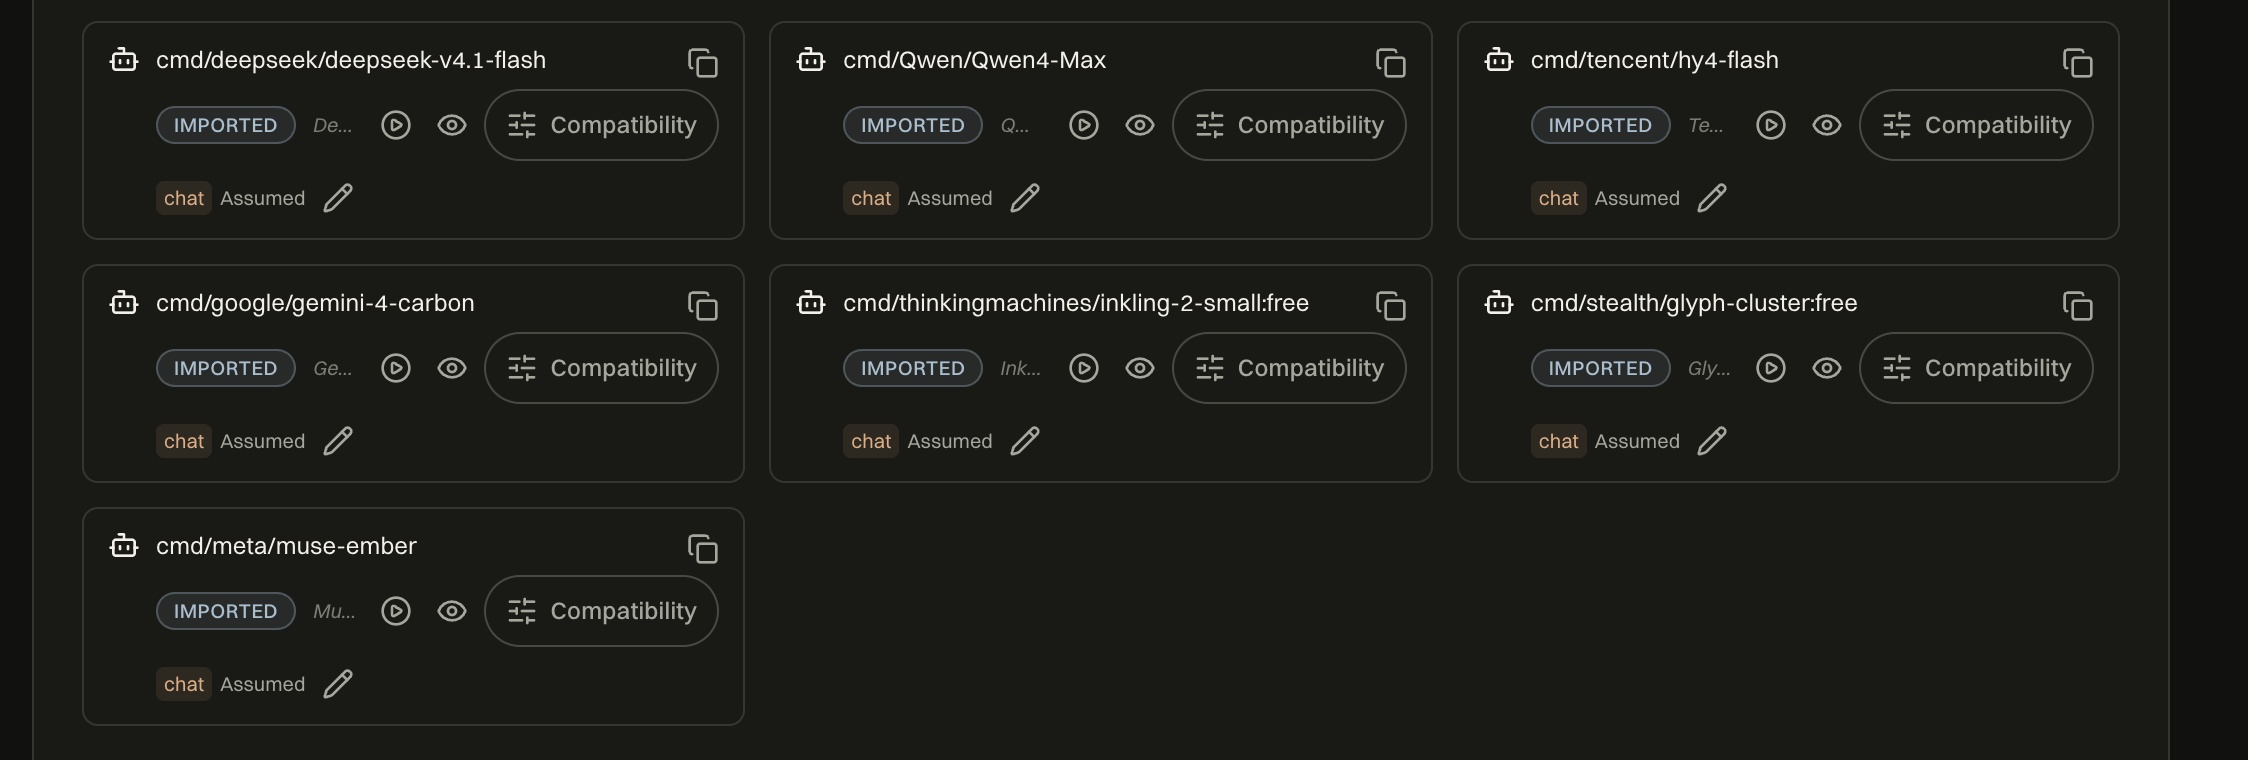 cmd/deepseek/deepseek-v4.1-flash
IMPORTED De... Compatibility
chat Assumed
cmd/Qwen/Qwen4-Max
IMPORTED Q... Compatibility
chat Assumed
cmd/tencent/hy4-flash
IMPORTED Te... Compatibility
chat Assumed
cmd/google/gemini-4-carbon
IMPORTED Ge... Compatibility
chat Assumed
cmd/thinkingmachines/inkling-2-small:free
IMPORTED Ink... Compatibility
chat Assumed
cmd/stealth/glyph-cluster:free
IMPORTED Gly... Compatibility
chat Assumed
cmd/meta/muse-ember
IMPORTED Mu... Compatibility
chat Assumed